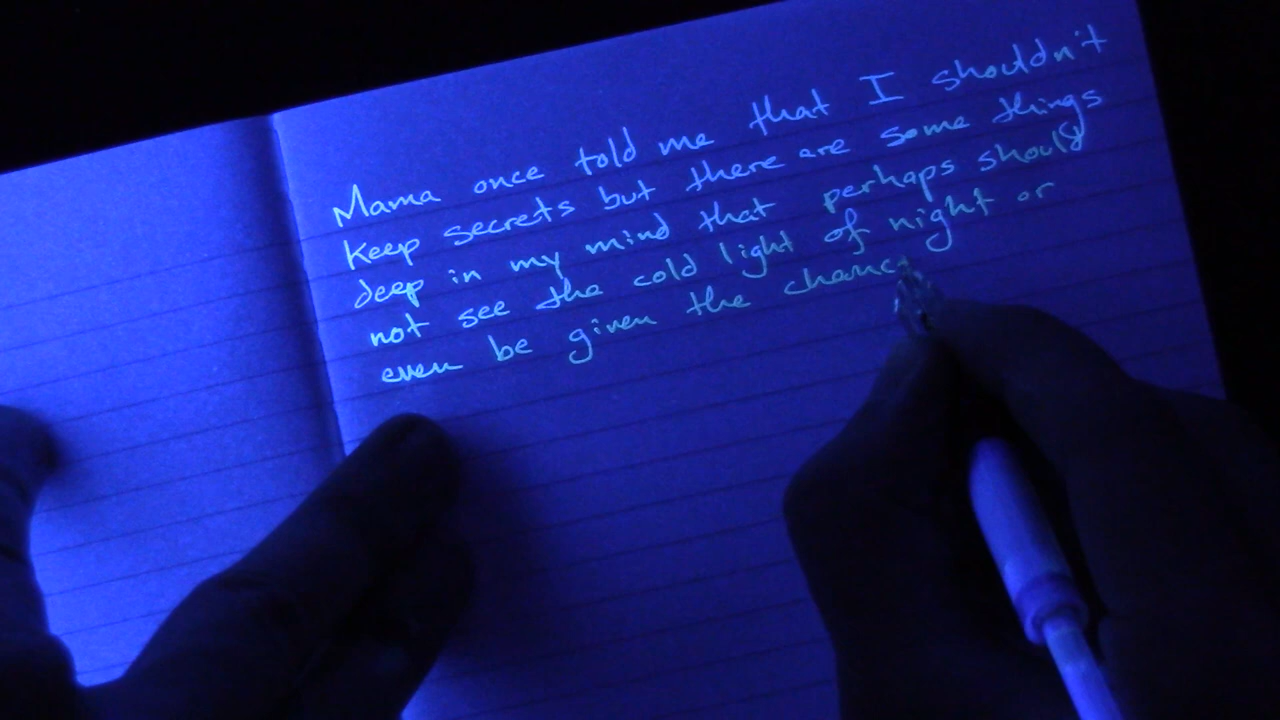 Mama once told me that I shouldn't
keep secrets but there are some things
deep in my mind that perhaps should
not see the cold light of night or
even be given the chanc